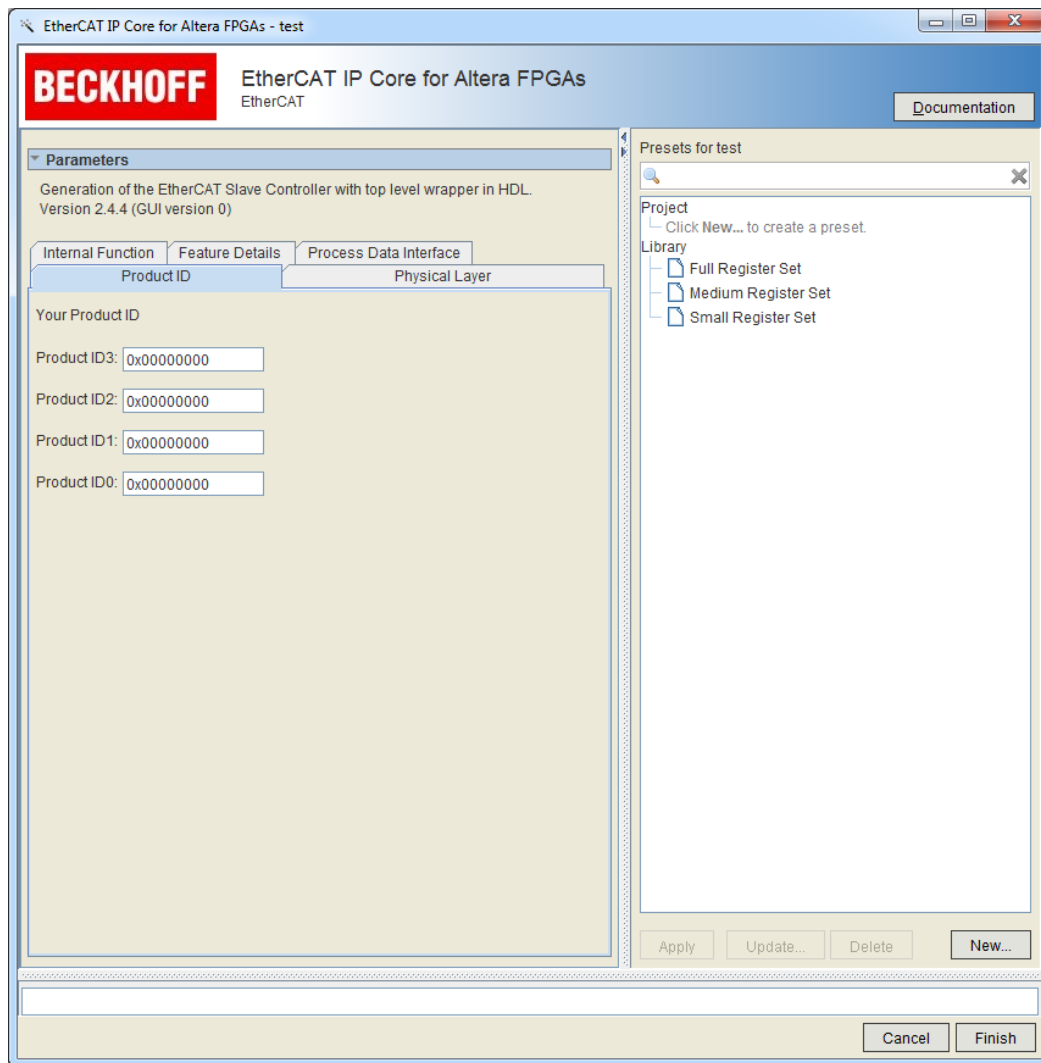 EtherCAT IP Core for Altera FPGAs - test
BECKHOFF
EtherCAT IP Core for Altera FPGAs
EtherCAT
Documentation
Parameters
Generation of the EtherCAT Slave Controller with top level wrapper in HDL.
Version 2.4.4 (GUI version 0)
Internal Function Feature Details Process Data Interface
Product ID Physical Layer
Your Product ID
Product ID3: 0x00000000
Product ID2: 0x00000000
Product ID1: 0x00000000
Product ID0: 0x00000000
Presets for test
Project
Click New... to create a preset.
Library
Full Register Set
Medium Register Set
Small Register Set
Apply Update... Delete New...
Cancel Finish